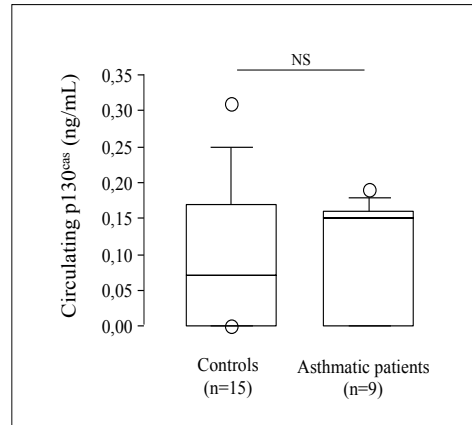 NS
Circulating p130cas (ng/mL)
0,35
0,30
0,25
0,20
0,15
0,10
0,05
0,00
Controls
(n=15)
Asthmatic patients
(n=9)